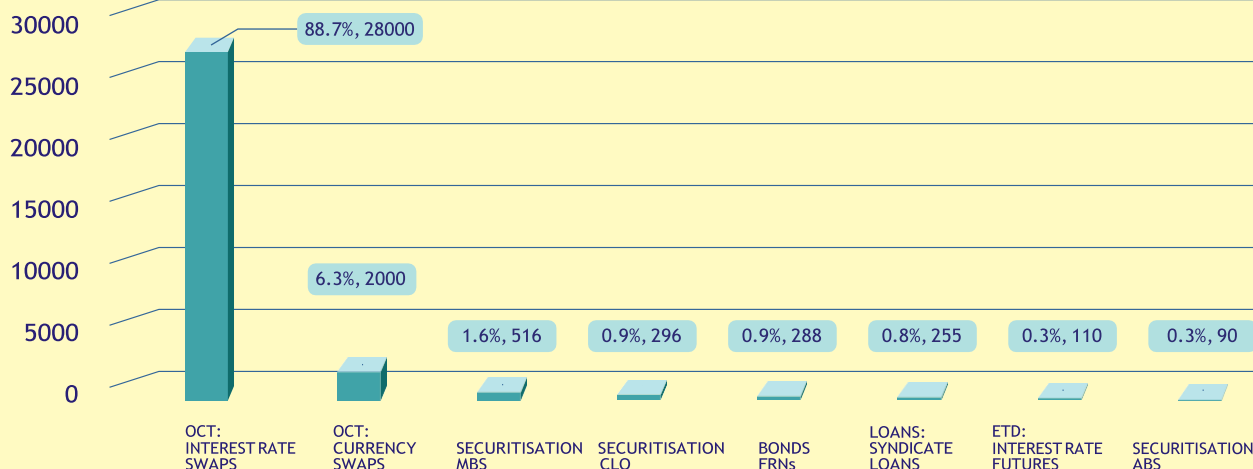 30000
25000
20000
15000
10000
5000
0
88.7%, 28000
6.3%, 2000
1.6%, 516
0.9%, 296
0.9%, 288
0.8%, 255
0.3%, 110
0.3%, 90
OCT:
INTEREST RATE
SWAPS
OCT:
CURRENCY
SWAPS
SECURITISATION
MBS
SECURITISATION
CLO
BONDS
FRNs
LOANS:
SYNDICATE
LOANS
ETD:
INTEREST RATE
FUTURES
SECURITISATION
ABS